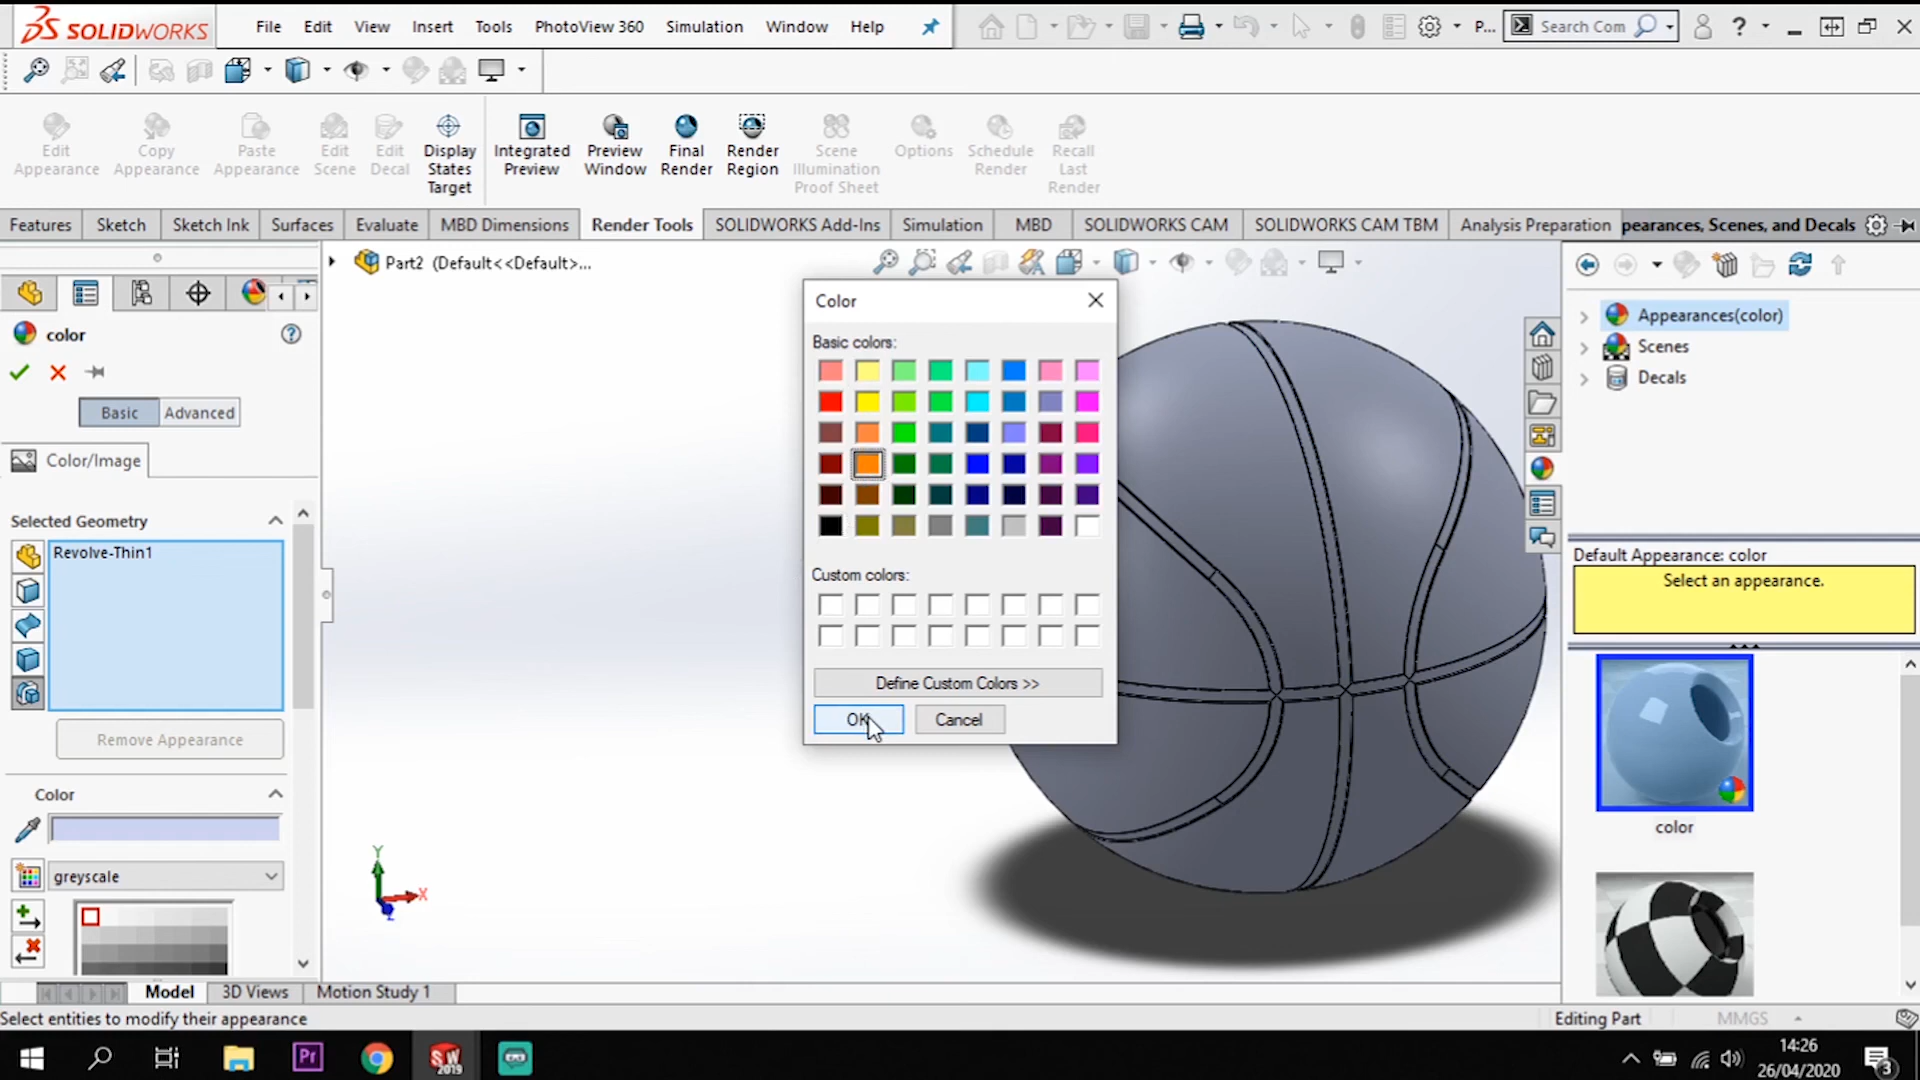 SOLIDWORKS File Edit View Insert Tools PhotoView 360 Simulation Window Help P... Search Com ?
Edit Appearance
Copy Appearance
Paste Appearance
Edit Scene
Edit Decal
Display States Target
Integrated Preview
Preview Window
Final Render
Render Region
Scene Illumination Proof Sheet
Options
Schedule Render
Recall Last Render
Features Sketch Sketch Ink Surfaces Evaluate MBD Dimensions Render Tools SOLIDWORKS Add-Ins Simulation MBD SOLIDWORKS CAM SOLIDWORKS CAM TBM Analysis Preparation pearances, Scenes, and Decals
Part2 (Default<<Default>...
color
Basic Advanced
Color/Image
Selected Geometry
Revolve-Thin1
Remove Appearance
Color
greyscale
Color
Basic colors:
Custom colors:
Define Custom Colors >>
OK Cancel
Y
X
Z
Appearances(color)
Scenes
Decals
Default Appearance: color
Select an appearance.
color
Model 3D Views Motion Study 1
Select entities to modify their appearance Editing Part MMGS
Pr SW 2019
14:26
26/04/2020
3